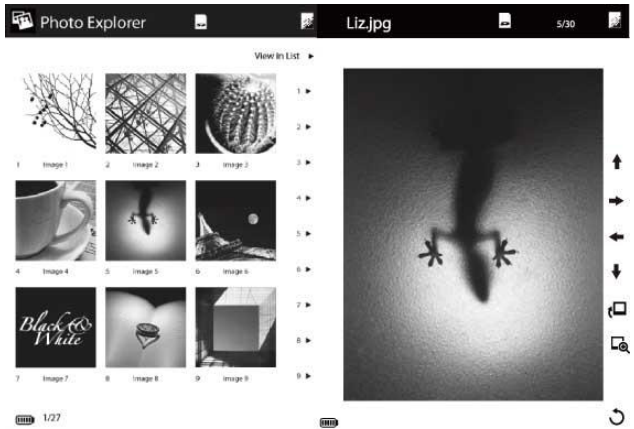 Photo Explorer
View in List
1
2
3
1 Image 1
2 Image 2
3 Image 3
4
5
6
4 Image 4
5 Image 5
6 Image 6
7
8
9
Black &
White
7 Image 7
8 Image 8
9 Image 9
1/27
Liz.jpg
5/30